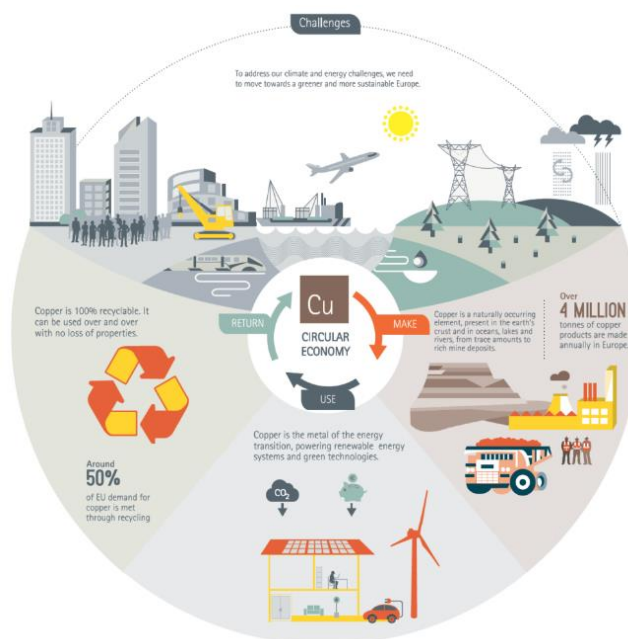 Challenges
To address our climate and energy challenges, we need
to move towards a greener and more sustainable Europe.
Cu
CIRCULAR
ECONOMY
RETURN
MAKE
USE
Copper is 100% recyclable. It
can be used over and over
with no loss of properties.
Around
50%
of EU demand for
copper is met
through recycling
Copper is a naturally occurring
element, present in the earth's
crust and in oceans, lakes and
rivers, from trace amounts to
rich mine deposits.
Over
4 MILLION
tonnes of copper
products are made
annually in Europe
Copper is the metal of the energy
transition, powering renewable energy
systems and green technologies.
CO2